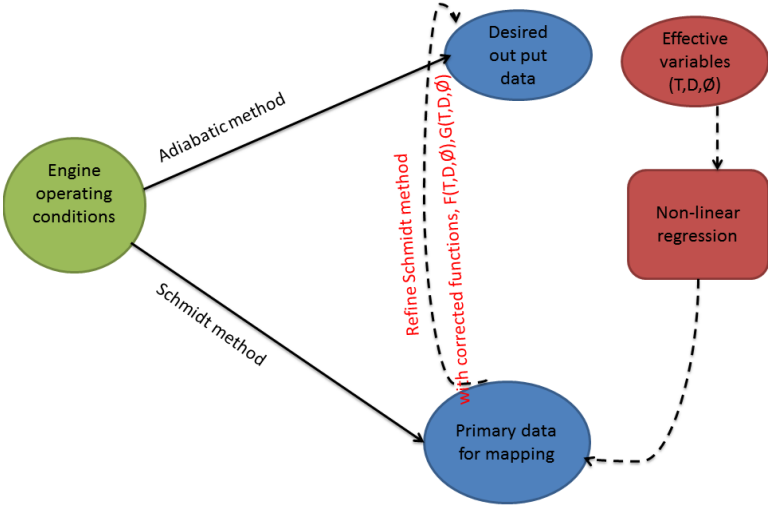 Desired
out put
data
Effective
variables
(T,D,Ø)
Adiabatic method
Engine
operating
conditions
Refine Schmidt method
with corrected functions, F(T,D,Ø),G(T,D,Ø)
Non-linear
regression
Schmidt method
Primary data
for mapping